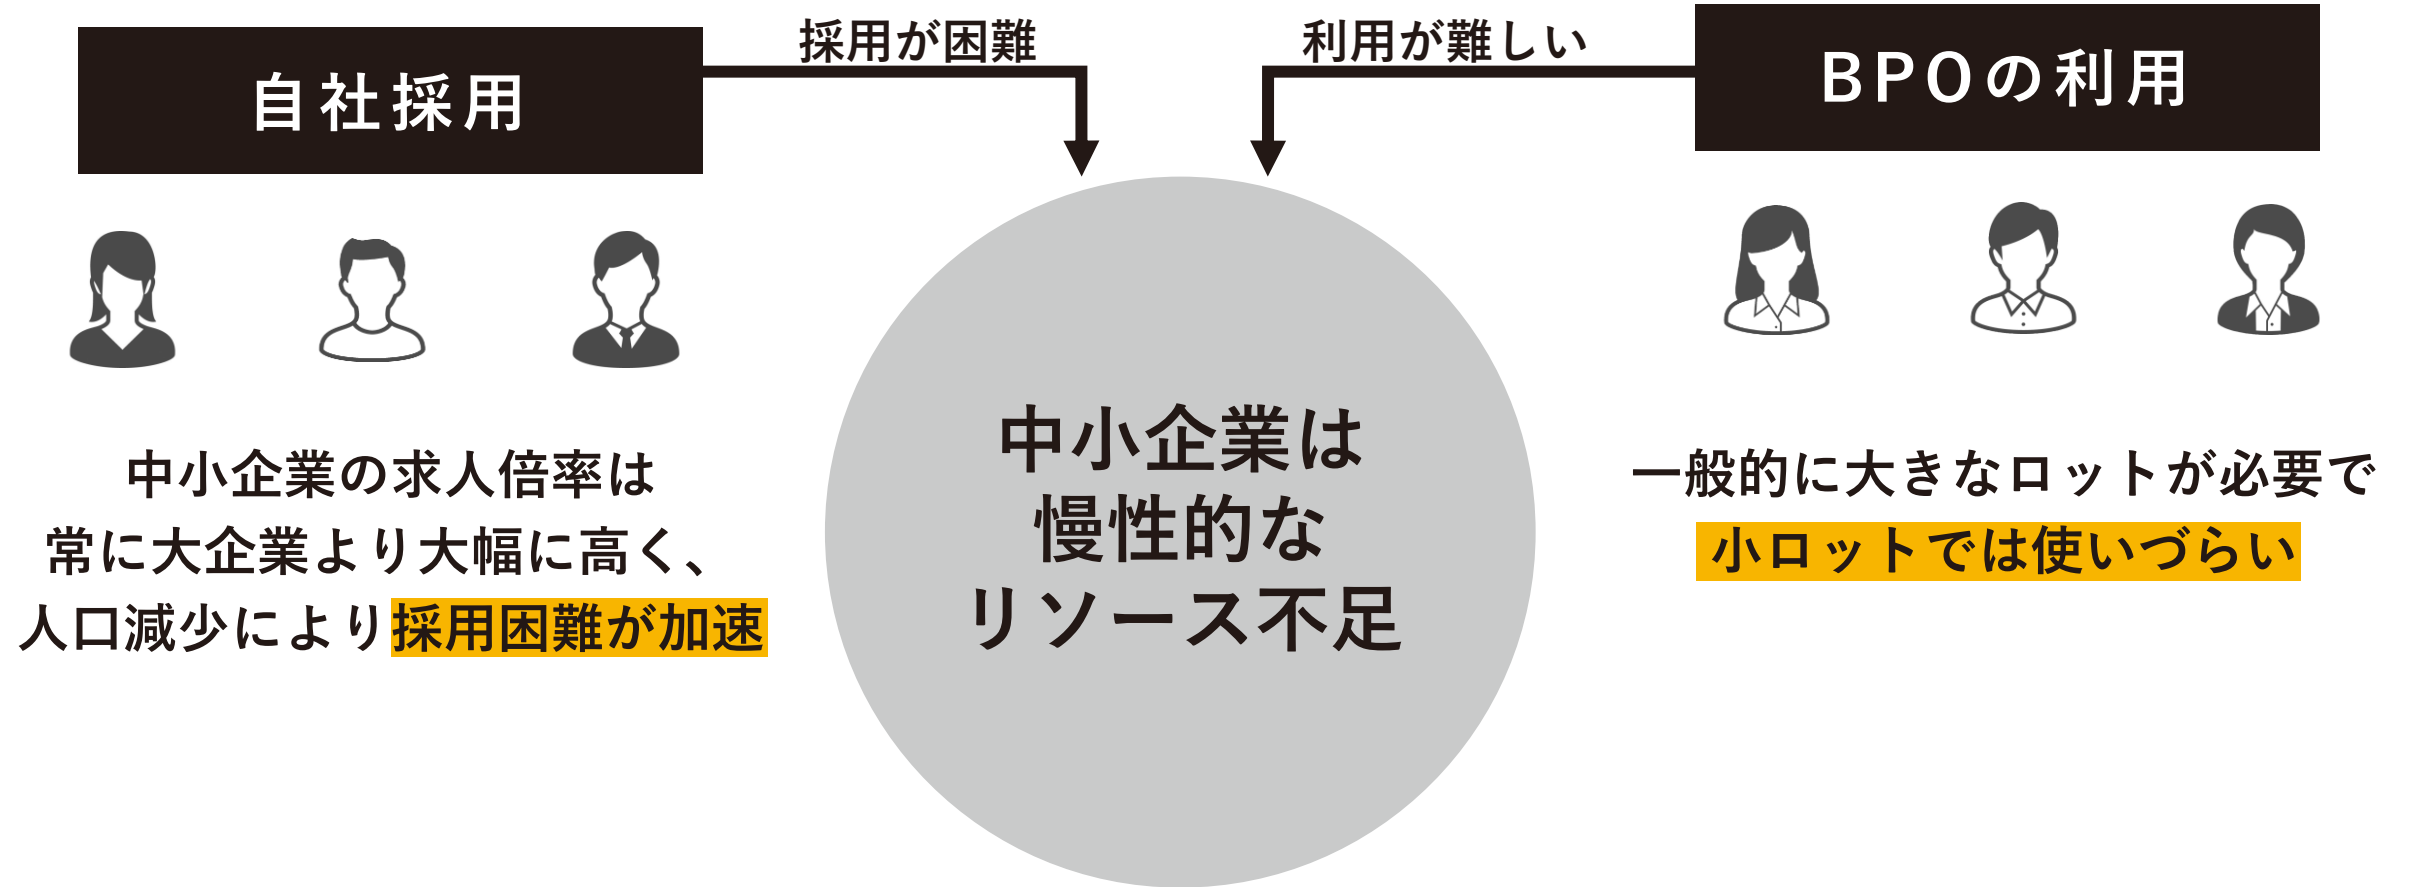 自社採用
採用が困難
利用が難しい
BPOの利用
中小企業の求人倍率は
常に大企業より大幅に高く、
人口減少により採用困難が加速
中小企業は
慢性的な
リソース不足
一般的に大きなロットが必要で
小ロットでは使いづらい